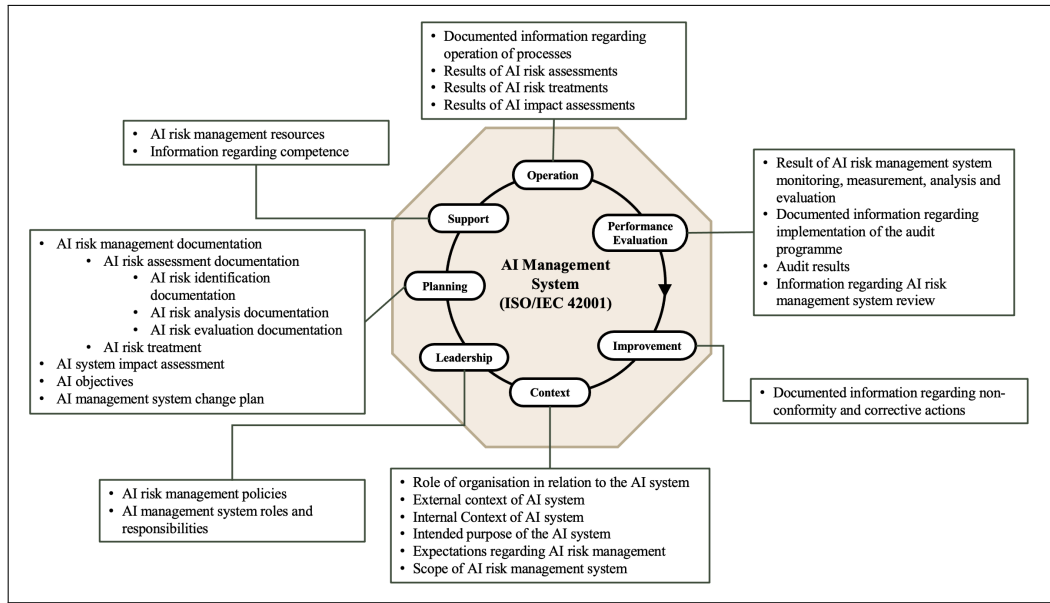 • Documented information regarding
operation of processes
• Results of AI risk assessments
• Results of AI risk treatments
• Results of AI impact assessments
• AI risk management resources
• Information regarding competence
• Result of AI risk management system
monitoring, measurement, analysis and
evaluation
• Documented information regarding
implementation of the audit
programme
• Audit results
• Information regarding AI risk
management system review
• AI risk management documentation
• AI risk assessment documentation
• AI risk identification
documentation
• AI risk analysis documentation
• AI risk evaluation documentation
• AI risk treatment
• AI system impact assessment
• AI objectives
• AI management system change plan
Operation
Support
Performance
Evaluation
Planning
AI Management
System
(ISO/IEC 42001)
Leadership
Improvement
Context
• Documented information regarding non-
conformity and corrective actions
• AI risk management policies
• AI management system roles and
responsibilities
• Role of organisation in relation to the AI system
• External context of AI system
• Internal Context of AI system
• Intended purpose of the AI system
• Expectations regarding AI risk management
• Scope of AI risk management system